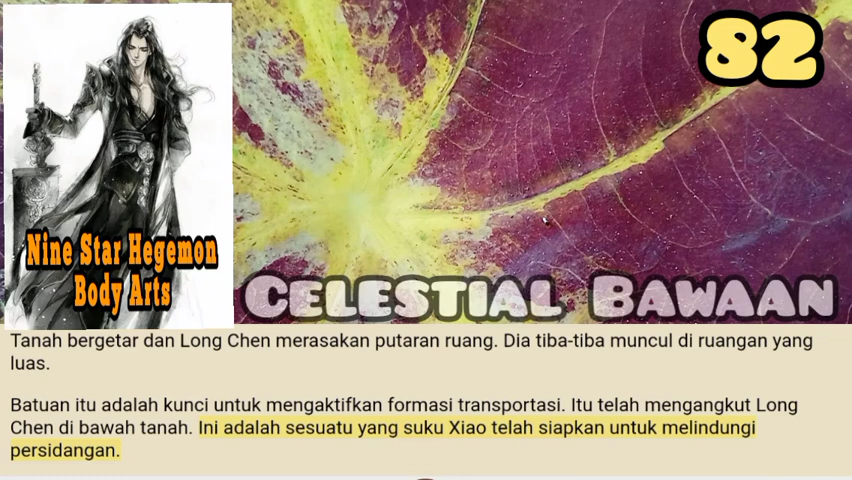 82
Nine Star Hegemon
Body Arts
Celestial Bawaan
Tanah bergetar dan Long Chen merasakan putaran ruang. Dia tiba-tiba muncul di ruangan yang
luas.
Batuan itu adalah kunci untuk mengaktifkan formasi transportasi. Itu telah mengangkut Long
Chen di bawah tanah. Ini adalah sesuatu yang suku Xiao telah siapkan untuk melindungi
persidangan.